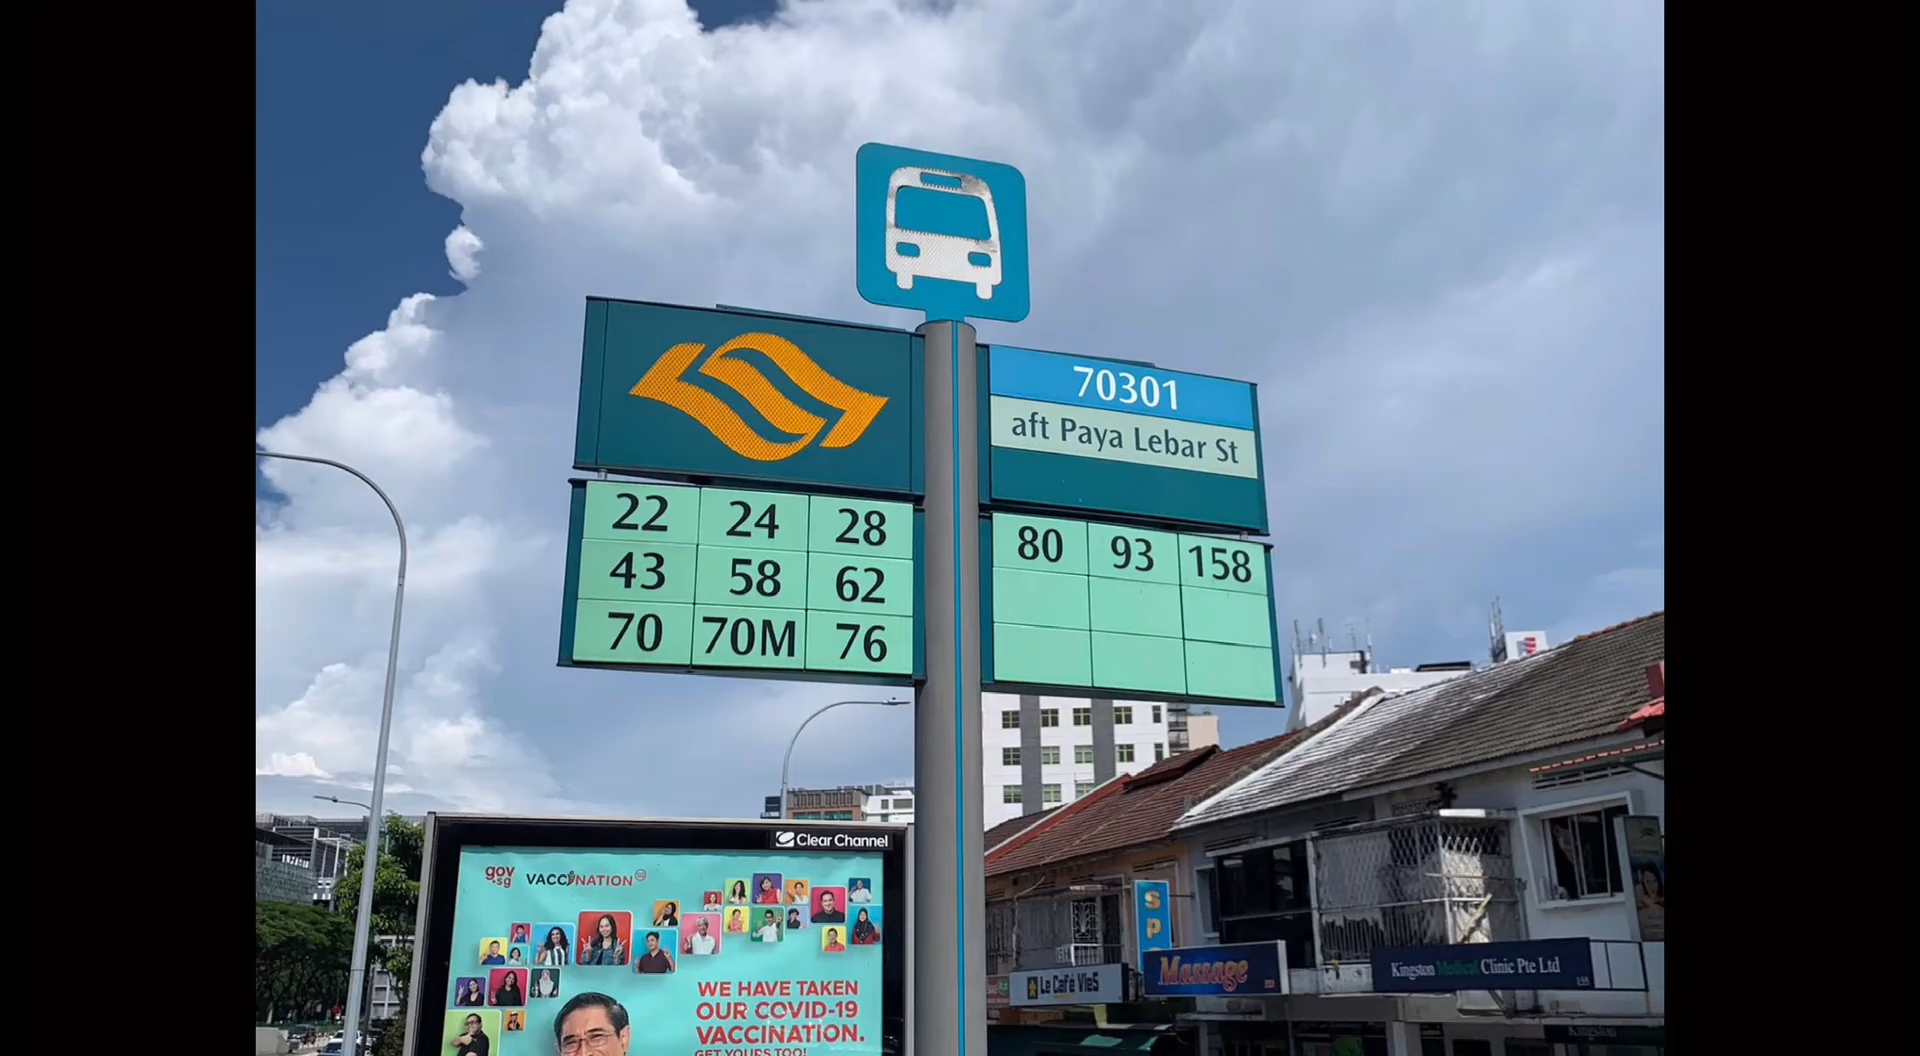 70301
aft Paya Lebar St
22 24 28
43 58 62
70 70M 76
80 93 158
Clear Channel
gov
.sg
VACCINATION
WE HAVE TAKEN
OUR COVID-19
VACCINATION.
GET YOURS TOO!
SP
Massage
Le Café VieS
Kingston Medical Clinic Pte Ltd
Kingston